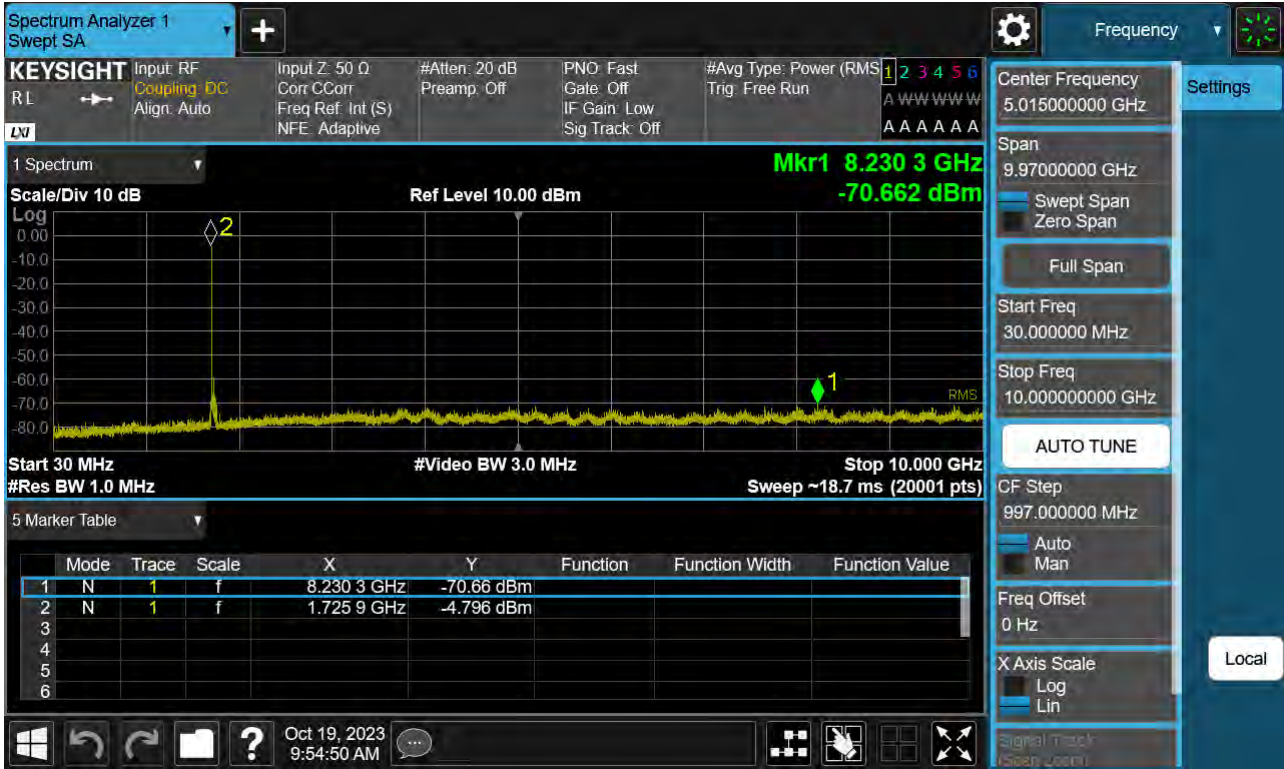 Spectrum Analyzer 1
Swept SA
Frequency
KEYSIGHT
RL
LXI
Input: RF
Coupling: DC
Align: Auto
Input Z: 50 Ω
Corr CCorr
Freq Ref: Int (S)
NFE: Adaptive
#Atten: 20 dB
Preamp: Off
PNO: Fast
Gate: Off
IF Gain: Low
Sig Track: Off
#Avg Type: Power (RMS
Trig: Free Run
1 2 3 4 5 6
A W W W W W
A A A A A A
1 Spectrum
Mkr1 8.230 3 GHz
-70.662 dBm
Scale/Div 10 dB
Ref Level 10.00 dBm
Log
0.00
-10.0
-20.0
-30.0
-40.0
-50.0
-60.0
-70.0
-80.0
2
1
RMS
Start 30 MHz
#Video BW 3.0 MHz
Stop 10.000 GHz
#Res BW 1.0 MHz
Sweep ~18.7 ms (20001 pts)
5 Marker Table
Mode Trace Scale X Y Function Function Width Function Value
1 N 1 f 8.230 3 GHz -70.66 dBm
2 N 1 f 1.725 9 GHz -4.796 dBm
3
4
5
6
Oct 19, 2023
9:54:50 AM
Center Frequency
5.015000000 GHz
Settings
Span
9.97000000 GHz
Swept Span
Zero Span
Full Span
Start Freq
30.000000 MHz
Stop Freq
10.000000000 GHz
AUTO TUNE
CF Step
997.000000 MHz
Auto
Man
Freq Offset
0 Hz
X Axis Scale
Log
Lin
Local
Signal Track
(Span Zoom)